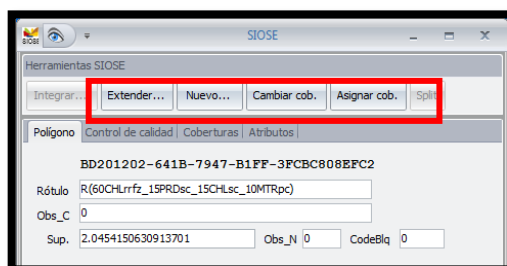 SIOSE
SIOSE
Herramientas SIOSE
Integrar... Extender... Nuevo... Cambiar cob. Asignar cob. Split
Polígono Control de calidad Coberturas Atributos
BD201202-641B-7947-B1FF-3FCBC808EFC2
Rótulo R(60CHLrrfz_15PRDsc_15CHLsc_10MTRpc)
Obs_C 0
Sup. 2.0454150630913701 Obs_N 0 CodeBlq 0